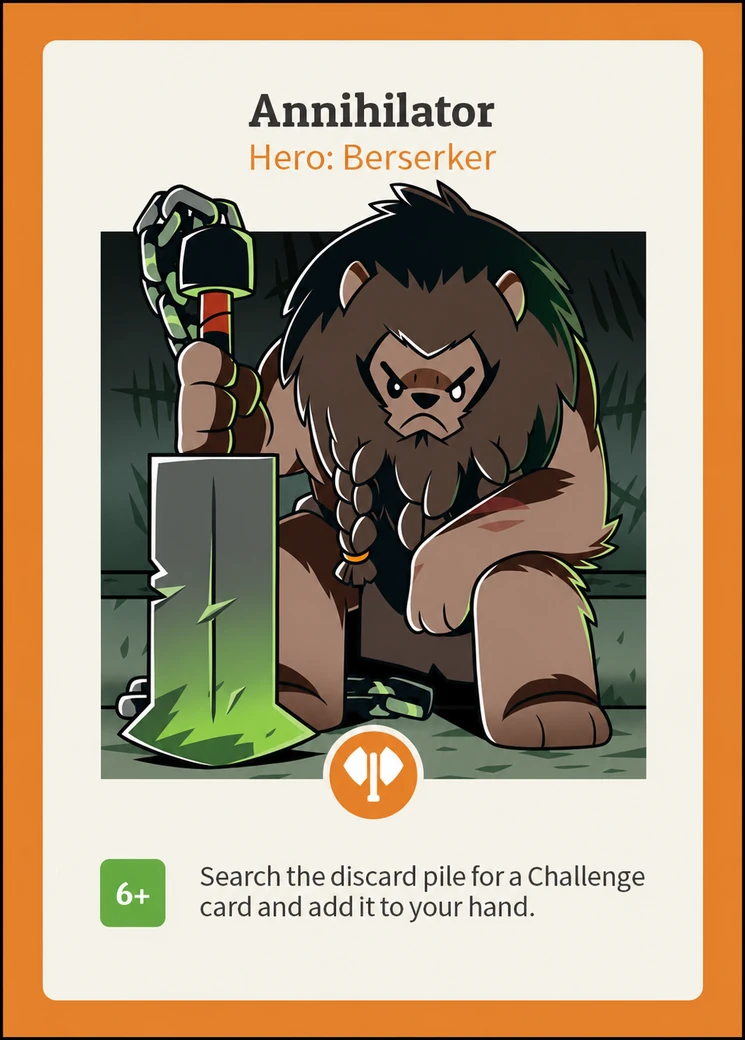 Annihilator
Hero: Berserker
6+
Search the discard pile for a Challenge
card and add it to your hand.